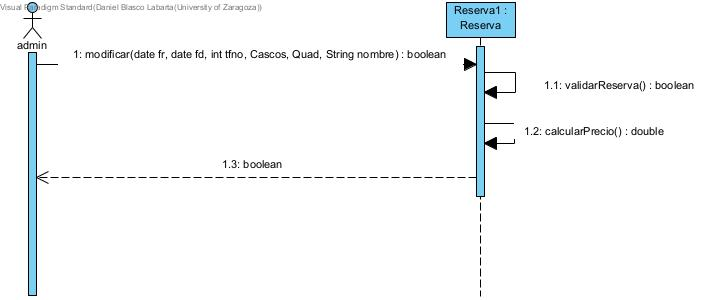 Visual Paradigm Standard(Daniel Blasco Labarta(University of Zaragoza))
Reserva1 :
Reserva
admin
1: modificar(date fr, date fd, int tfno, Cascos, Quad, String nombre) : boolean
1.1: validarReserva() : boolean
1.2: calcularPrecio() : double
1.3: boolean